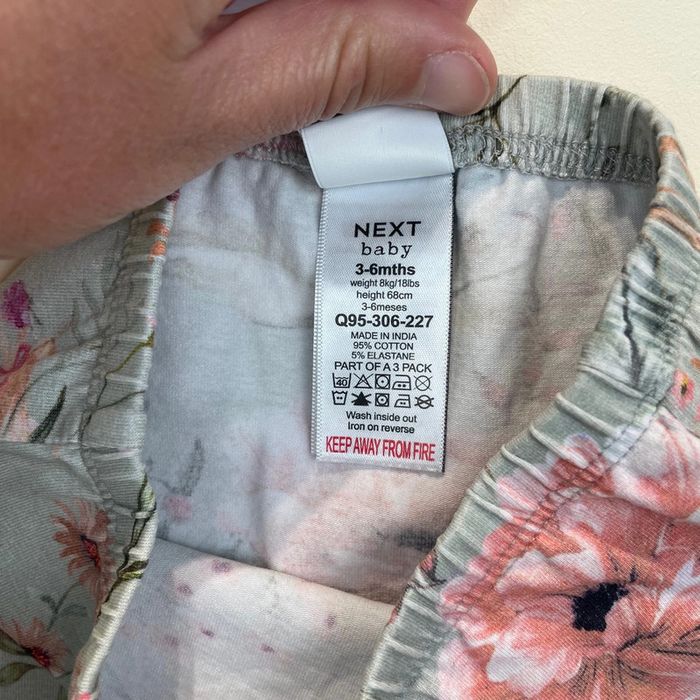 NEXT
baby
3-6mths
weight 8kg/18lbs
height 68cm
3-6meses
Q95-306-227
MADE IN INDIA
95% COTTON
5% ELASTANE
PART OF A 3 PACK
40
Wash inside out
Iron on reverse
KEEP AWAY FROM FIRE